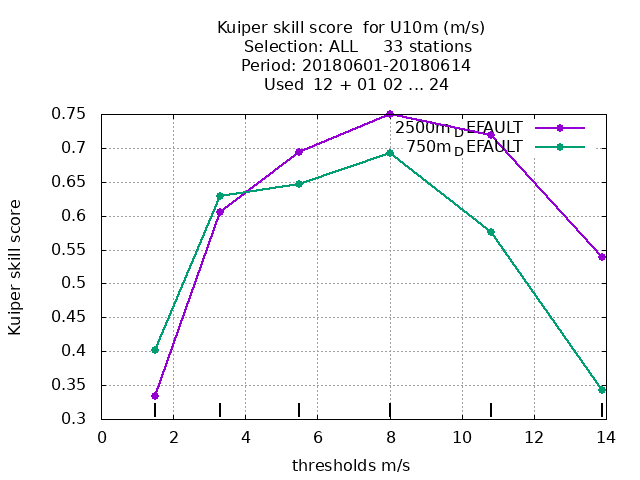 Kuiper skill score  for U10m (m/s)
Selection: ALL     33 stations
Period: 20180601-20180614
Used  12 + 01 02 ... 24
2500m_DEFAULT
750m_DEFAULT
Kuiper skill score
0.75
0.7
0.65
0.6
0.55
0.5
0.45
0.4
0.35
0.3
0 2 4 6 8 10 12 14
thresholds m/s